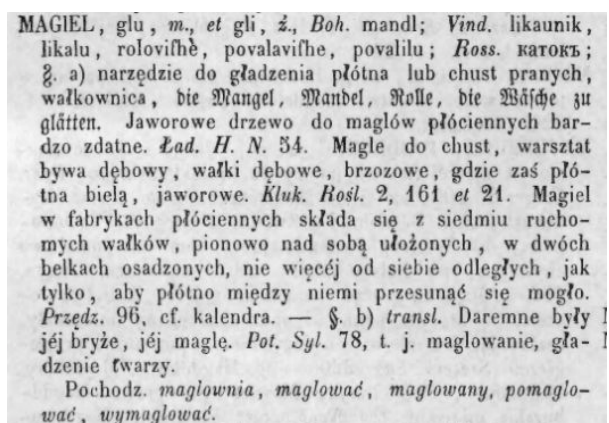 MAGIEL, glu, m., et gli, ż., Boh. mandl; Vind. likaunik,
likalu, roloviſhè, povalaviſhe, povalilu; Ross. катокъ;
§. a) narzędzie do gładzenia płótna lub chust pranych,
wałkownica, die Mangel, Mandel, Rolle, die Wäſche zu
glätten. Jaworowe drzewo do maglów płóciennych bar-
dzo zdatne. Ład. H. N. 54. Magle do chust, warsztat
bywa dębowy, wałki dębowe, brzozowe, gdzie zaś płó-
tna bielą, jaworowe. Kluk. Rośl. 2, 161 et 21. Magiel
w fabrykach płóciennych składa się z siedmiu rucho-
mych wałków, pionowo nad sobą ułożonych, w dwóch
belkach osadzonych, nie więcéj od siebie odległych, jak
tylko, aby płótno między niemi przesunąć się mogło.
Przędz. 96, cf. kalendra. — §. b) transl. Daremne były
jéj bryże, jéj maglę. Pot. Syl. 78, t. j. maglowanie, gła-
dzenie twarzy.
Pochodz. maglownia, maglować, maglowany, pomaglo-
wać, wymaglować.